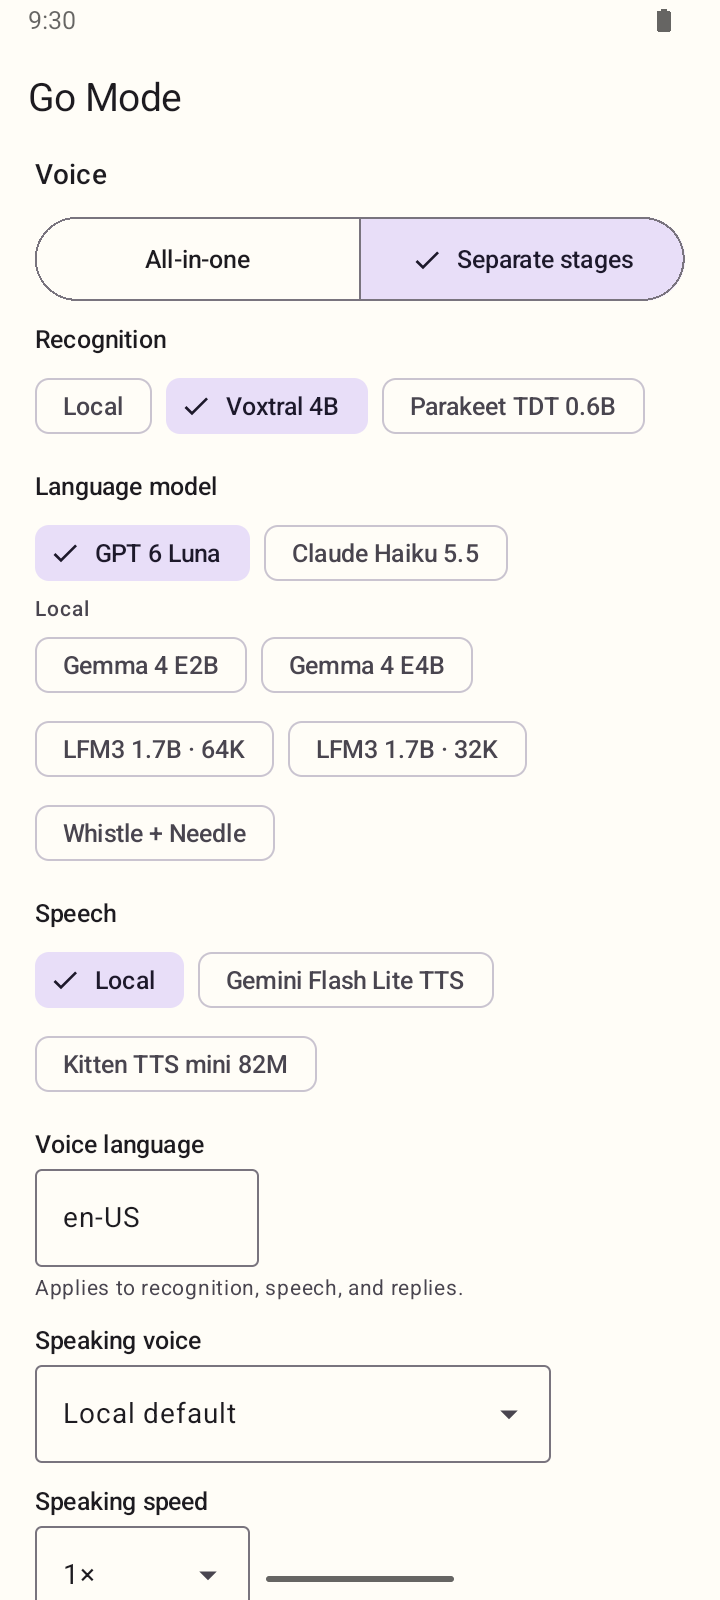 9:30
Go Mode
Voice
All-in-one Separate stages
Recognition
Local Voxtral 4B Parakeet TDT 0.6B
Language model
GPT 6 Luna Claude Haiku 5.5
Local
Gemma 4 E2B Gemma 4 E4B
LFM3 1.7B · 64K LFM3 1.7B · 32K
Whistle + Needle
Speech
Local Gemini Flash Lite TTS
Kitten TTS mini 82M
Voice language
en-US
Applies to recognition, speech, and replies.
Speaking voice
Local default
Speaking speed
1×